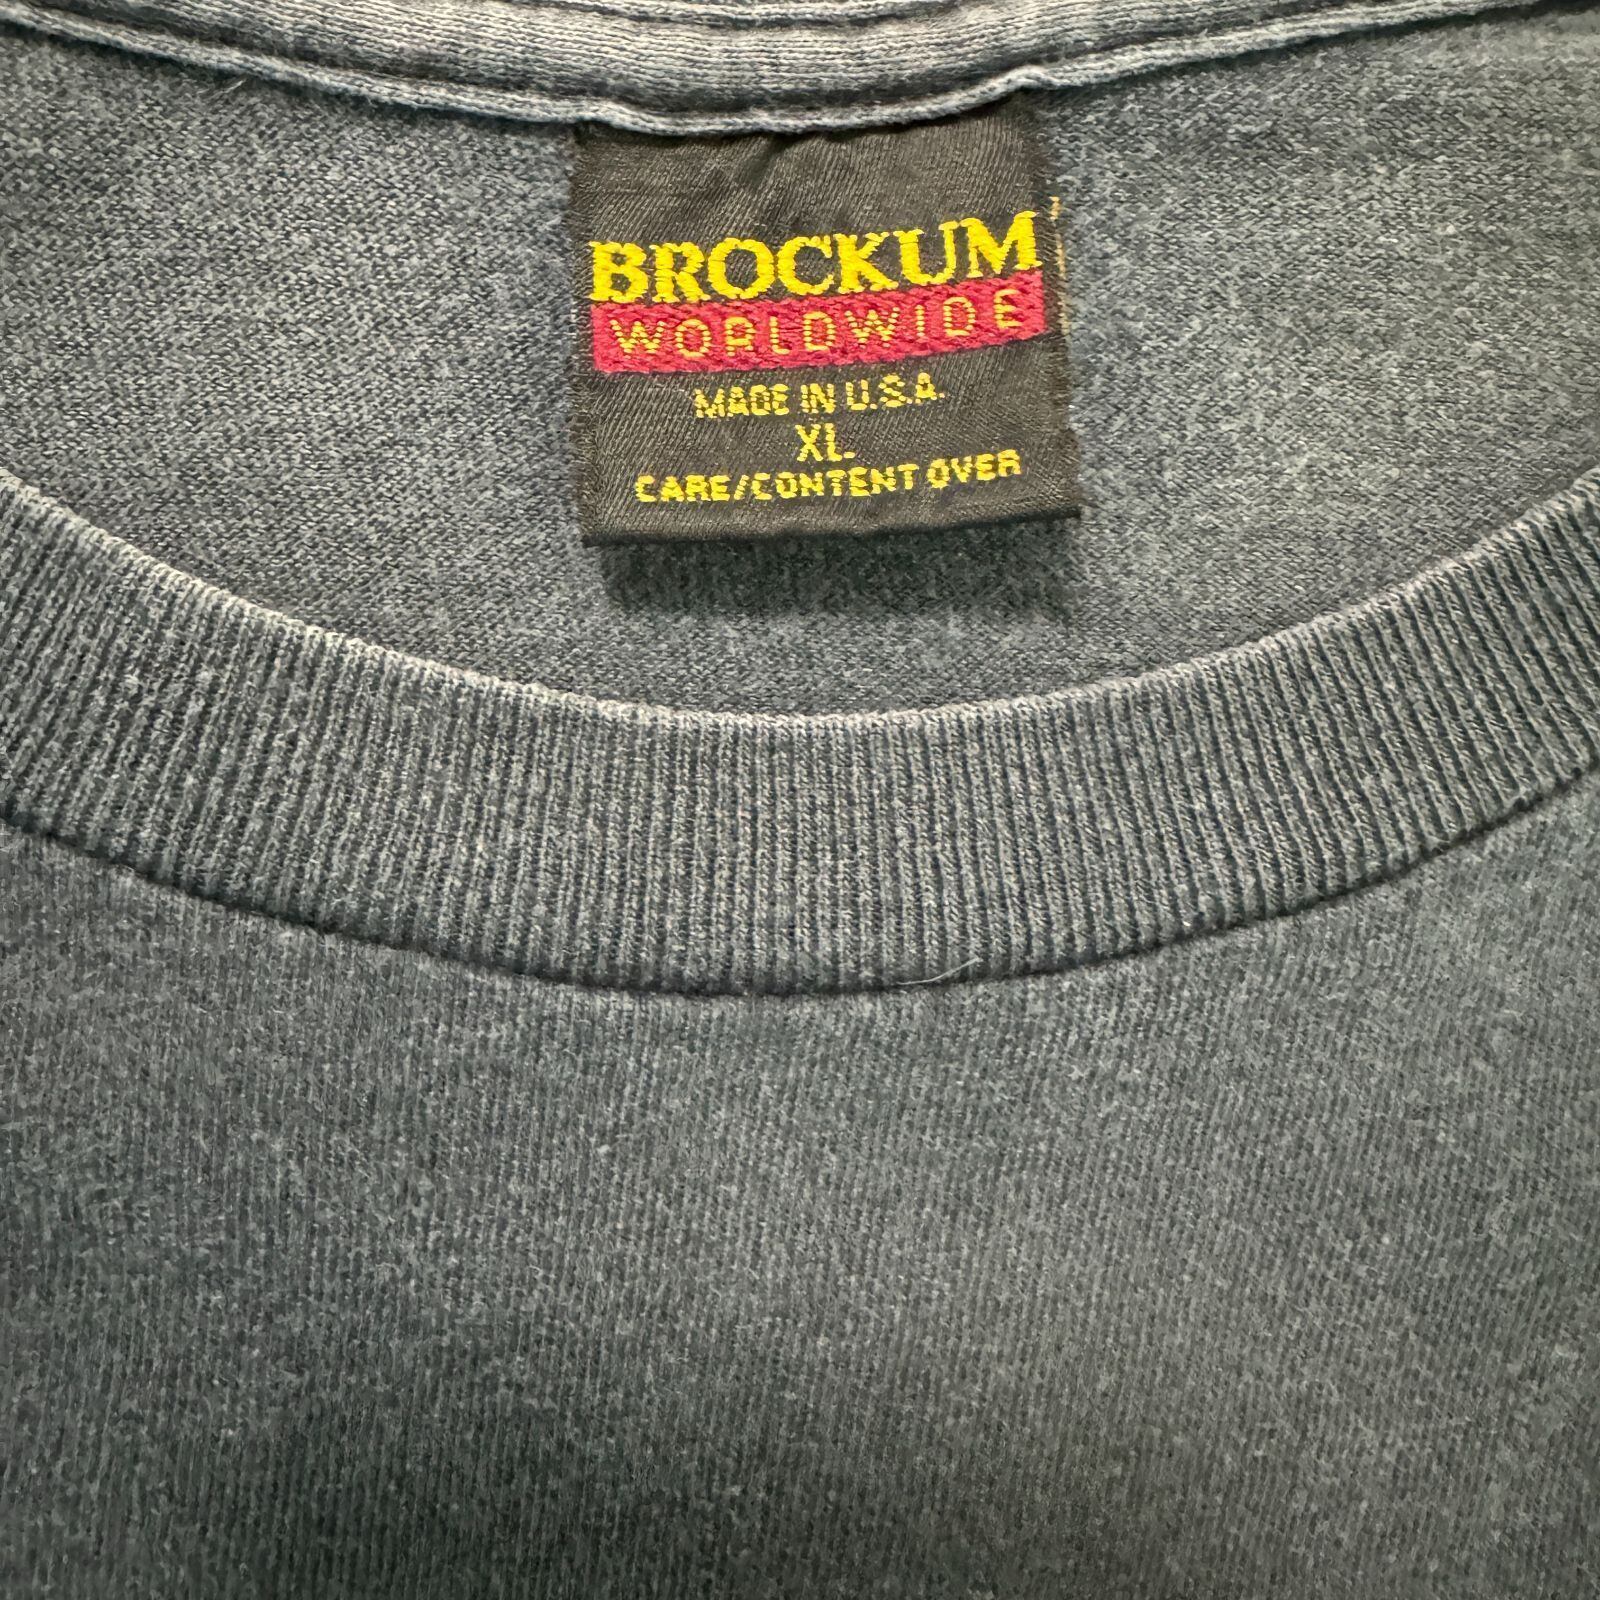 BROCKUM
WORLDWIDE
MADE IN U.S.A.
XL
CARE/CONTENT OVER